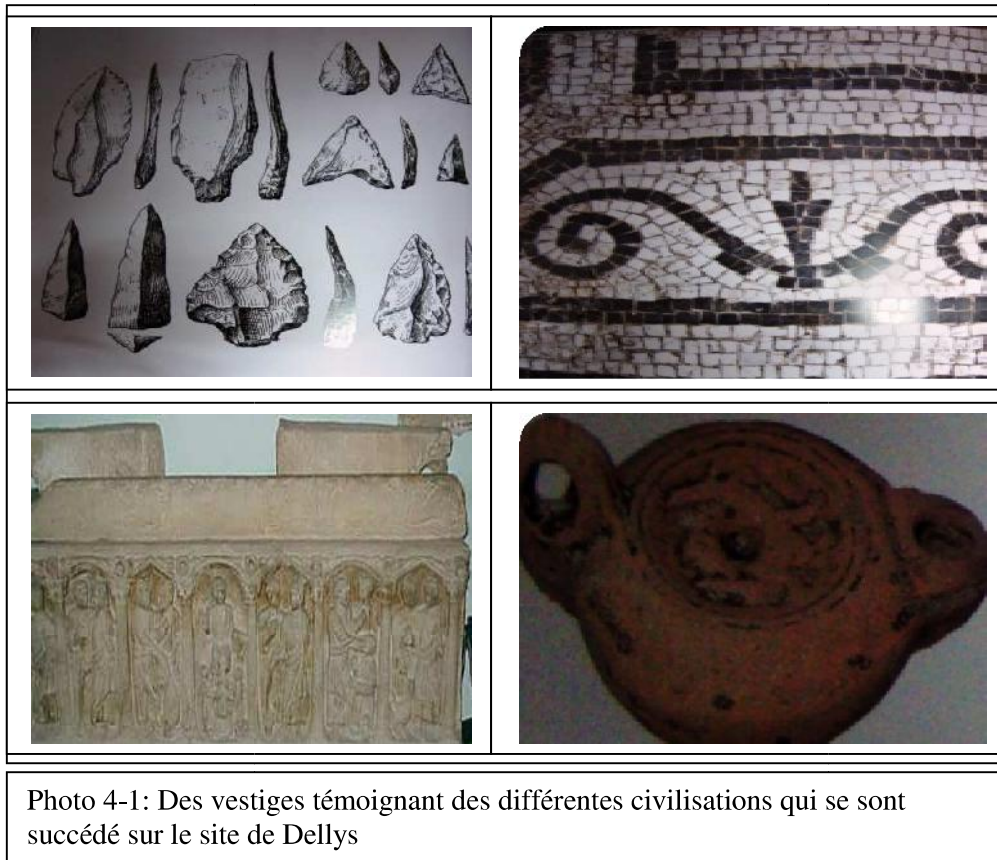 Photo 4-1: Des vestiges témoignant des différentes civilisations qui se sont
succédé sur le site de Dellys